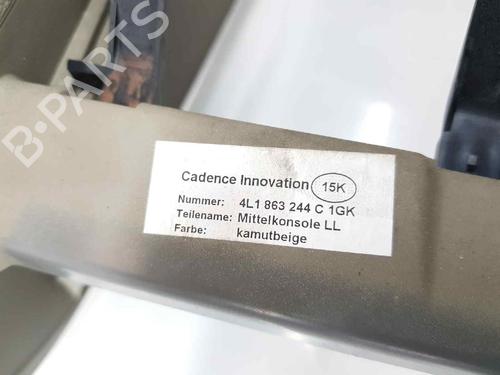 B-PARTS
Cadence Innovation 15K
Nummer: 4L1 863 244 C 1GK
Teilename: Mittelkonsole LL
Farbe: kamutbeige